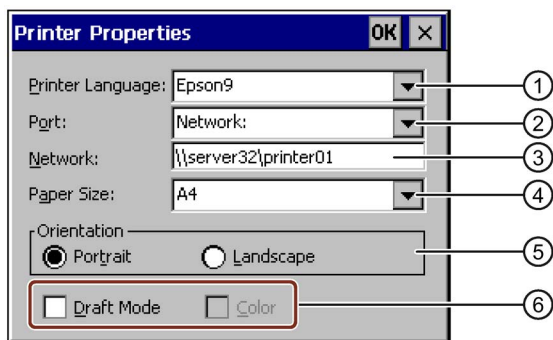 Printer Properties OK ×
Printer Language: Epson9 1
Port: Network: 2
Network: \\server32\printer01 3
Paper Size: A4 4
Orientation
Portrait Landscape 5
Draft Mode Color 6